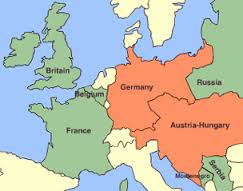 Britain
Germany
Russia
Belgium
France
Austria-Hungary
Serbia
Montenegro